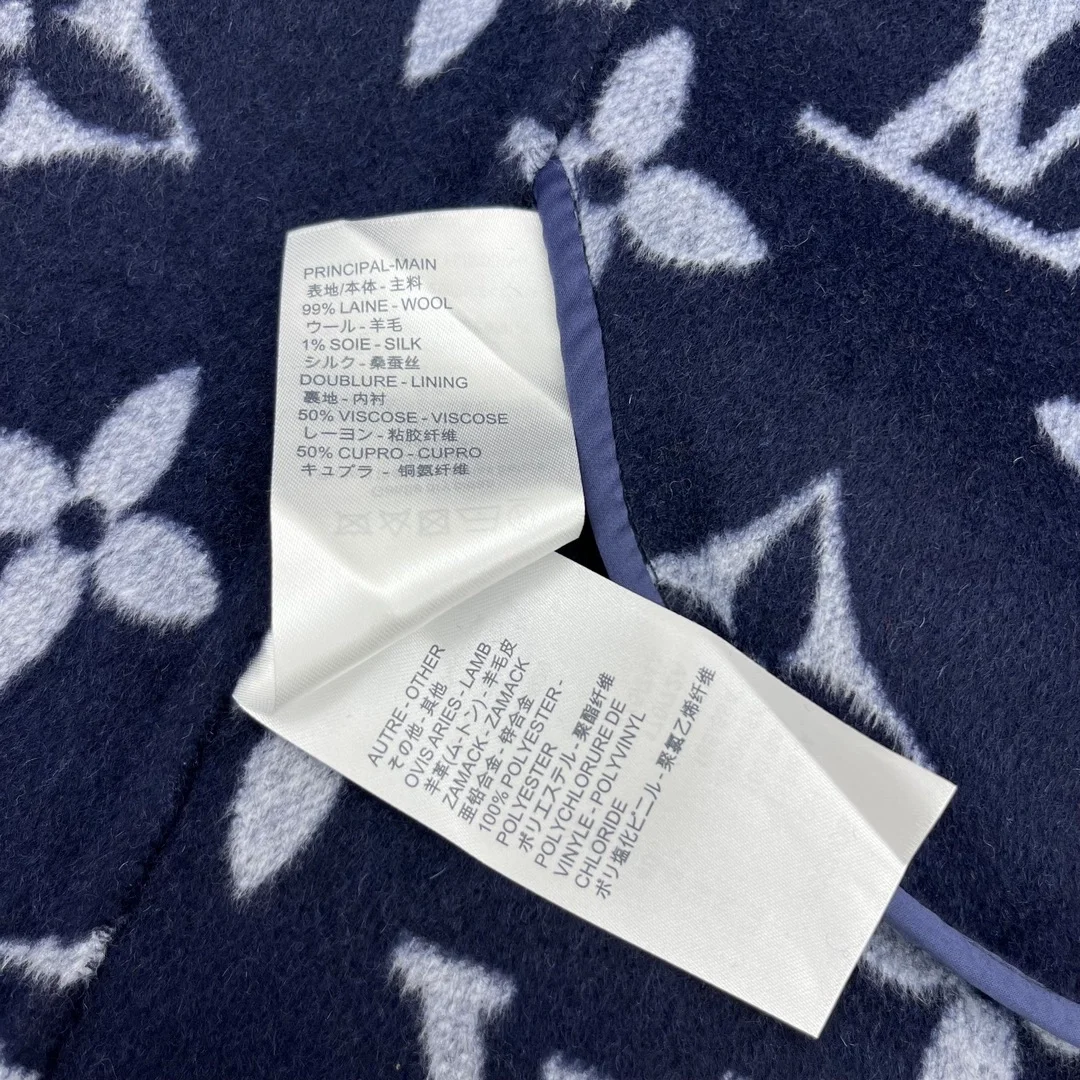 PRINCIPAL-MAIN
表地/本体 - 主料
99% LAINE - WOOL
ウール - 羊毛
1% SOIE - SILK
シルク - 桑蚕丝
DOUBLURE - LINING
裏地 - 内衬
50% VISCOSE - VISCOSE
レーヨン - 粘胶纤维
50% CUPRO - CUPRO
キュプラ - 铜氨纤维
AUTRE - OTHER
その他 - 其他
OVIS ARIES - LAMB
羊革(ムートン) - 羊毛皮
ZAMACK - ZAMACK
亜鉛合金 - 锌合金
100% POLYESTER -
POLYESTER
ポリエステル - 聚酯纤维
POLYCHLORURE DE
VINYLE - POLYVINYL
CHLORIDE
ポリ塩化ビニール - 聚氯乙烯纤维